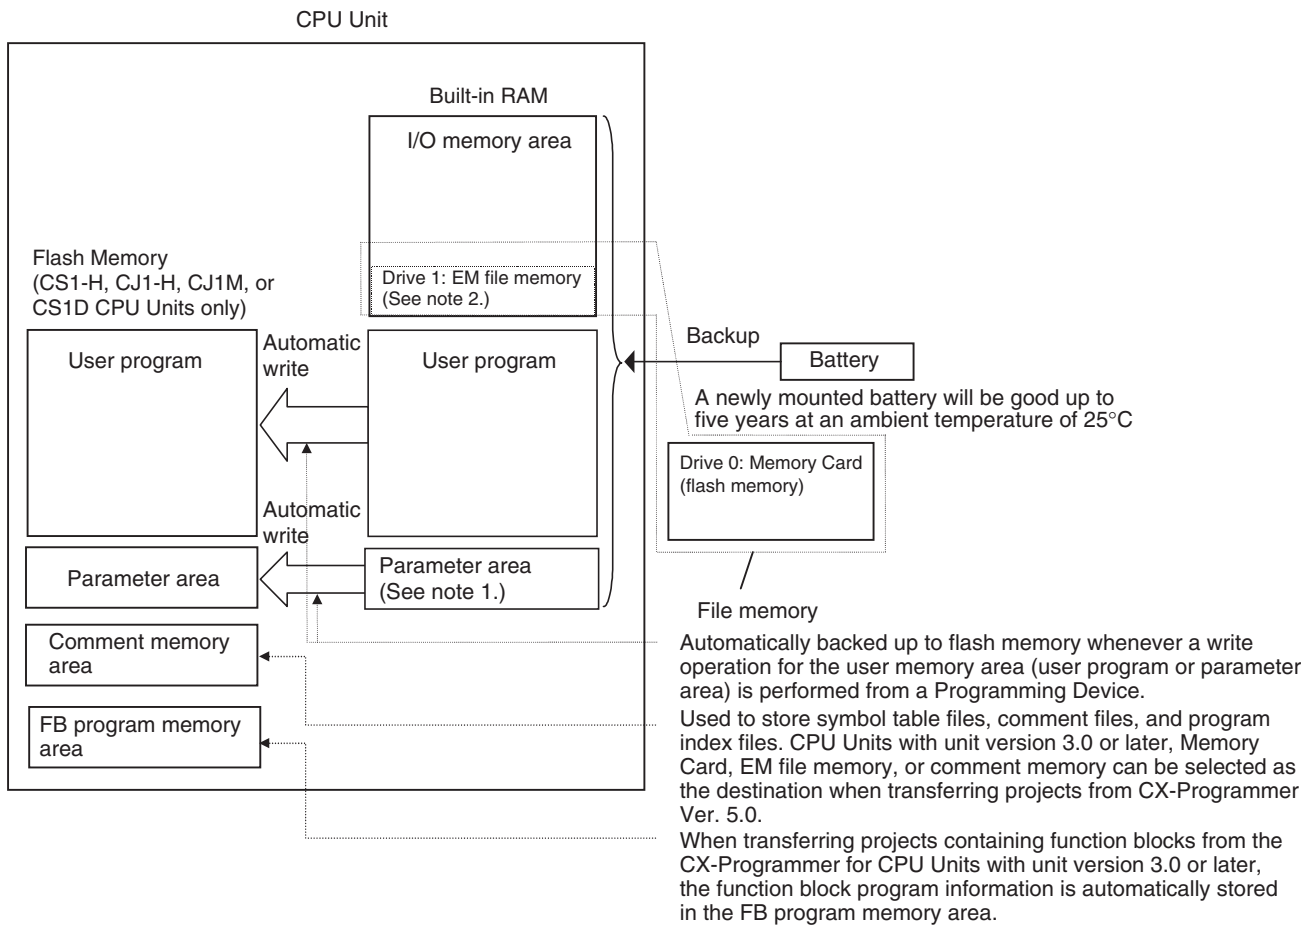 CPU Unit
Built-in RAM
I/O memory area
Drive 1: EM file memory
(See note 2.)
Flash Memory
(CS1-H, CJ1-H, CJ1M, or
CS1D CPU Units only)
User program
Automatic
write
User program
Backup
Battery
A newly mounted battery will be good up to
five years at an ambient temperature of 25°C
Drive 0: Memory Card
(flash memory)
Automatic
write
Parameter area
Parameter area
(See note 1.)
File memory
Comment memory
area
Automatically backed up to flash memory whenever a write
operation for the user memory area (user program or parameter
area) is performed from a Programming Device.
FB program memory
area
Used to store symbol table files, comment files, and program
index files. CPU Units with unit version 3.0 or later, Memory
Card, EM file memory, or comment memory can be selected as
the destination when transferring projects from CX-Programmer
Ver. 5.0.
When transferring projects containing function blocks from the
CX-Programmer for CPU Units with unit version 3.0 or later,
the function block program information is automatically stored
in the FB program memory area.